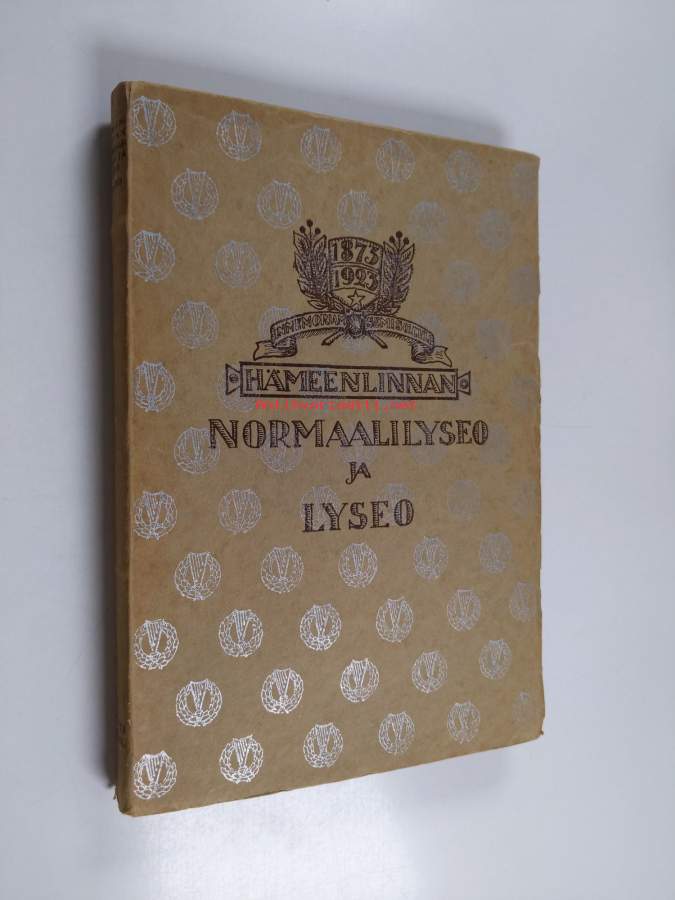 1873
1923
HÄMEENLINNAN
NORMAALILYSEO
JA
LYSEO